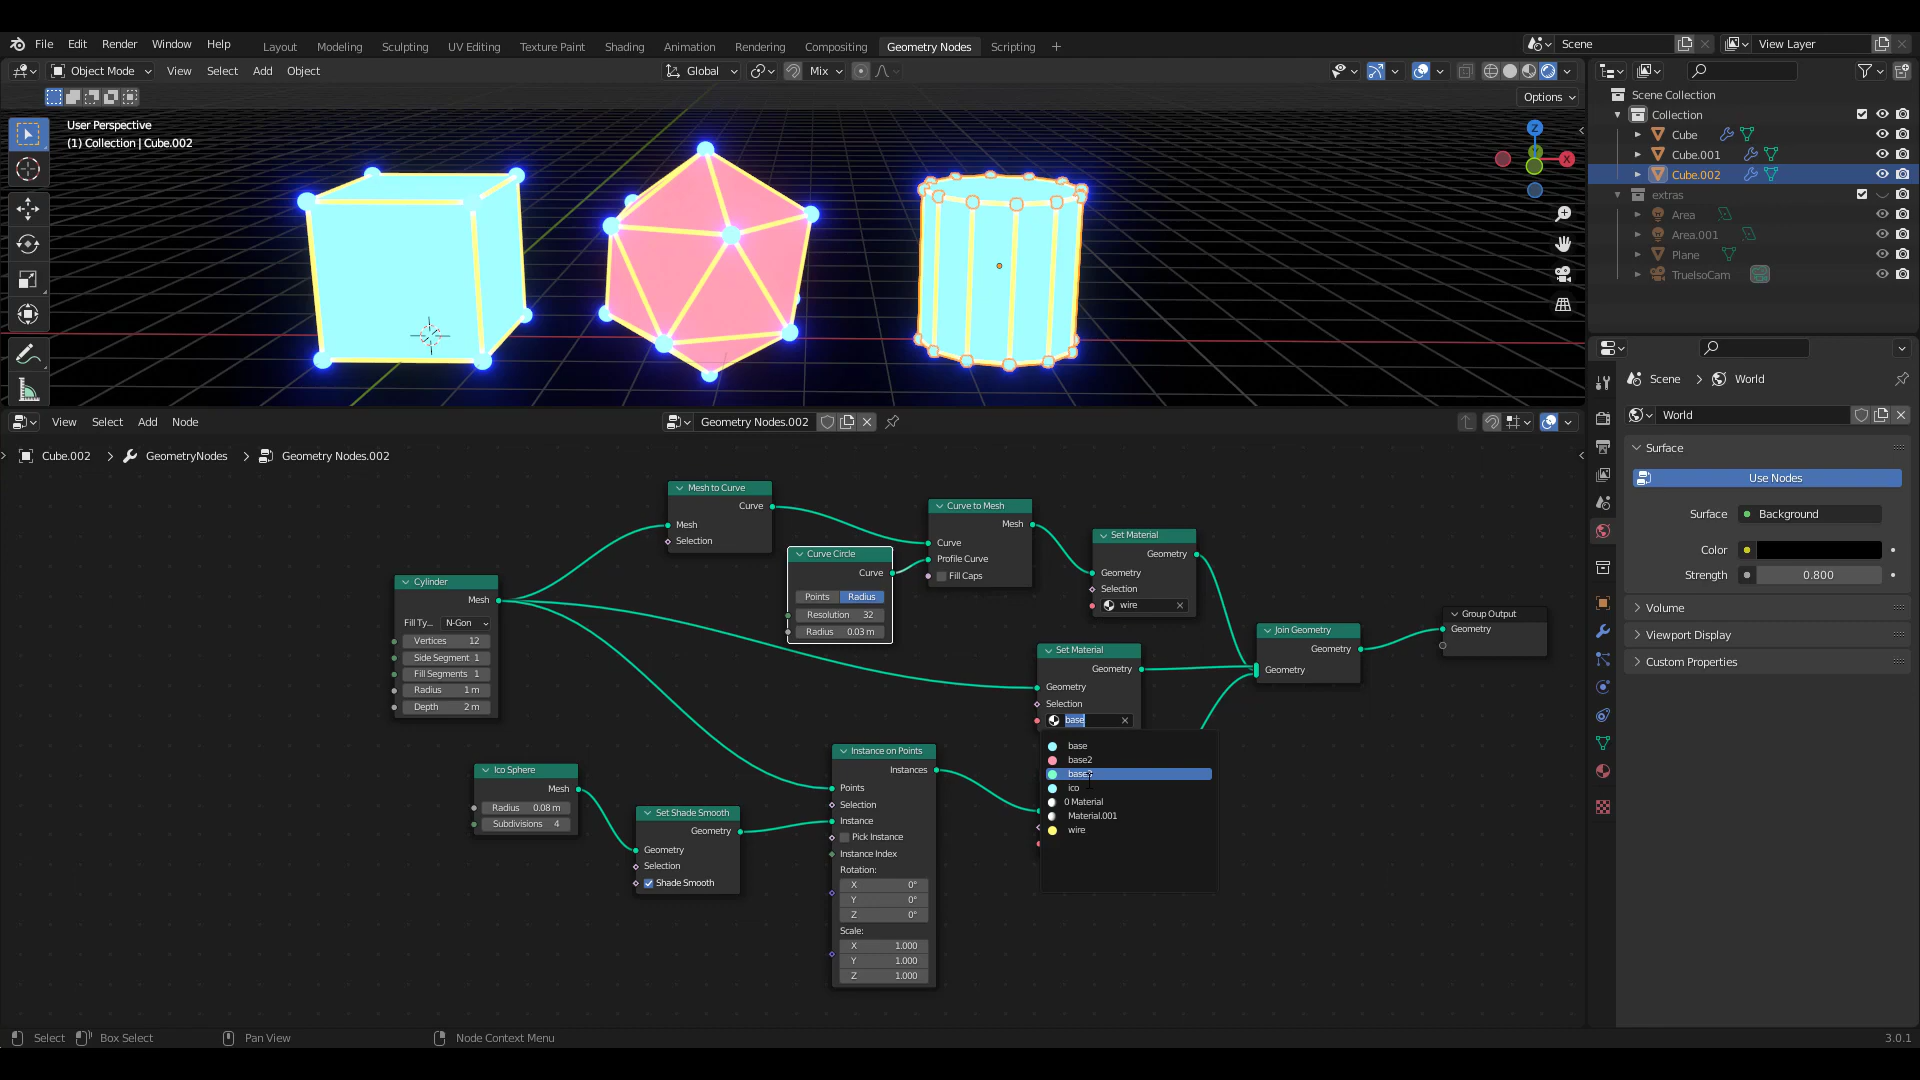 File Edit Render Window Help Layout Modeling Sculpting UV Editing Texture Paint Shading Animation Rendering Compositing Geometry Nodes Scripting + Scene View Layer
Object Mode View Select Add Object Global Mix
Options
User Perspective
(1) Collection | Cube.002
Z
Y
X
Scene Collection
Collection
Cube
Cube.001
Cube.002
extras
Area
Area.001
Plane
TrueIsoCam
View Select Add Node Geometry Nodes.002
Cube.002 GeometryNodes Geometry Nodes.002
Mesh to Curve
Curve
Mesh
Selection
Curve to Mesh
Mesh
Curve
Profile Curve
Fill Caps
Curve Circle
Curve
Points Radius
Resolution 32
Radius 0.03 m
Set Material
Geometry
Geometry
Selection
wire
Cylinder
Mesh
Fill Ty... N-Gon
Vertices 12
Side Segment 1
Fill Segments 1
Radius 1 m
Depth 2 m
Set Material
Geometry
Geometry
Selection
base
base
base2
ico
0 Material
Material.001
wire
Join Geometry
Geometry
Geometry
Group Output
Geometry
Ico Sphere
Mesh
Radius 0.08 m
Subdivisions 4
Set Shade Smooth
Geometry
Geometry
Selection
Shade Smooth
Instance on Points
Instances
Points
Selection
Instance
Pick Instance
Instance Index
Rotation:
X 0°
Y 0°
Z 0°
Scale:
X 1.000
Y 1.000
Z 1.000
Scene World
World
Surface
Use Nodes
Surface Background
Color
Strength 0.800
Volume
Viewport Display
Custom Properties
Select Box Select Pan View Node Context Menu 3.0.1